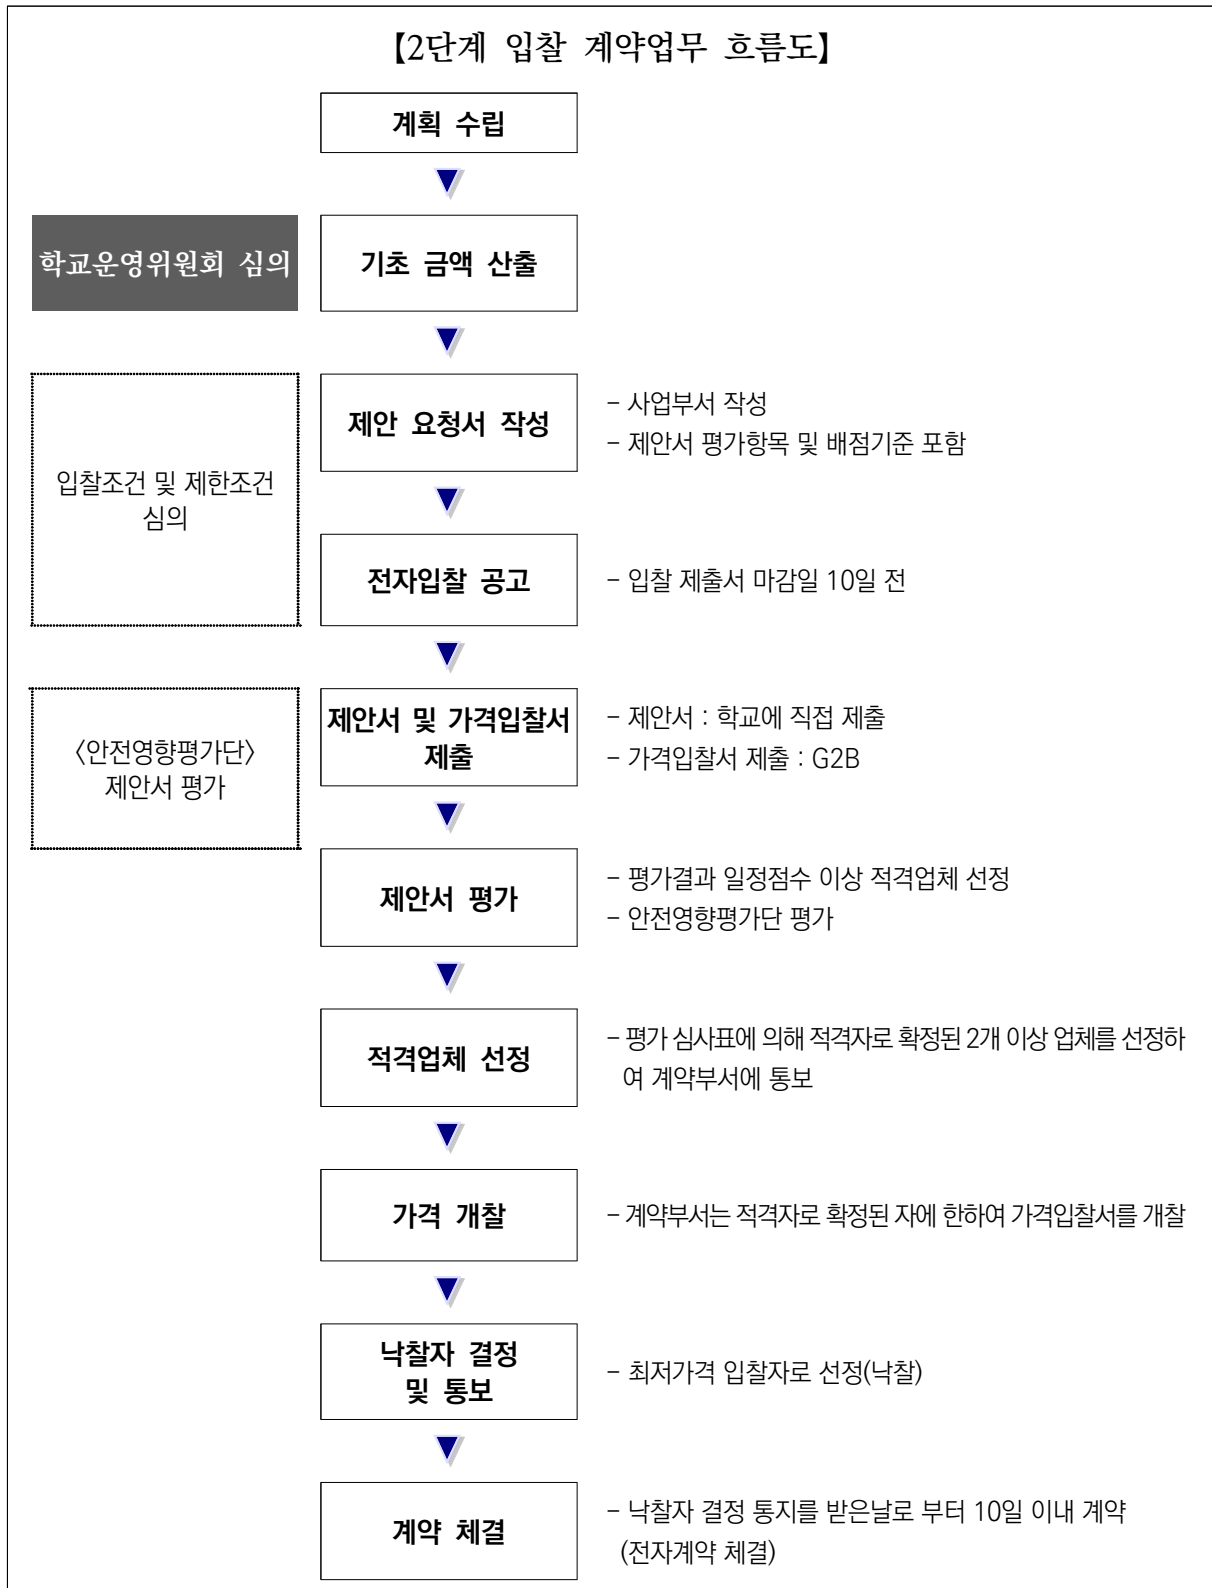 【2단계 입찰 계약업무 흐름도】
계획 수립
학교운영위원회 심의
기초 금액 산출
입찰조건 및 제한조건
심의
제안 요청서 작성
- 사업부서 작성
- 제안서 평가항목 및 배점기준 포함
전자입찰 공고
- 입찰 제출서 마감일 10일 전
〈안전영향평가단〉
제안서 평가
제안서 및 가격입찰서
제출
- 제안서 : 학교에 직접 제출
- 가격입찰서 제출 : G2B
제안서 평가
- 평가결과 일정점수 이상 적격업체 선정
- 안전영향평가단 평가
적격업체 선정
- 평가 심사표에 의해 적격자로 확정된 2개 이상 업체를 선정하
여 계약부서에 통보
가격 개찰
- 계약부서는 적격자로 확정된 자에 한하여 가격입찰서를 개찰
낙찰자 결정
및 통보
- 최저가격 입찰자로 선정(낙찰)
계약 체결
- 낙찰자 결정 통지를 받은날로 부터 10일 이내 계약
(전자계약 체결)